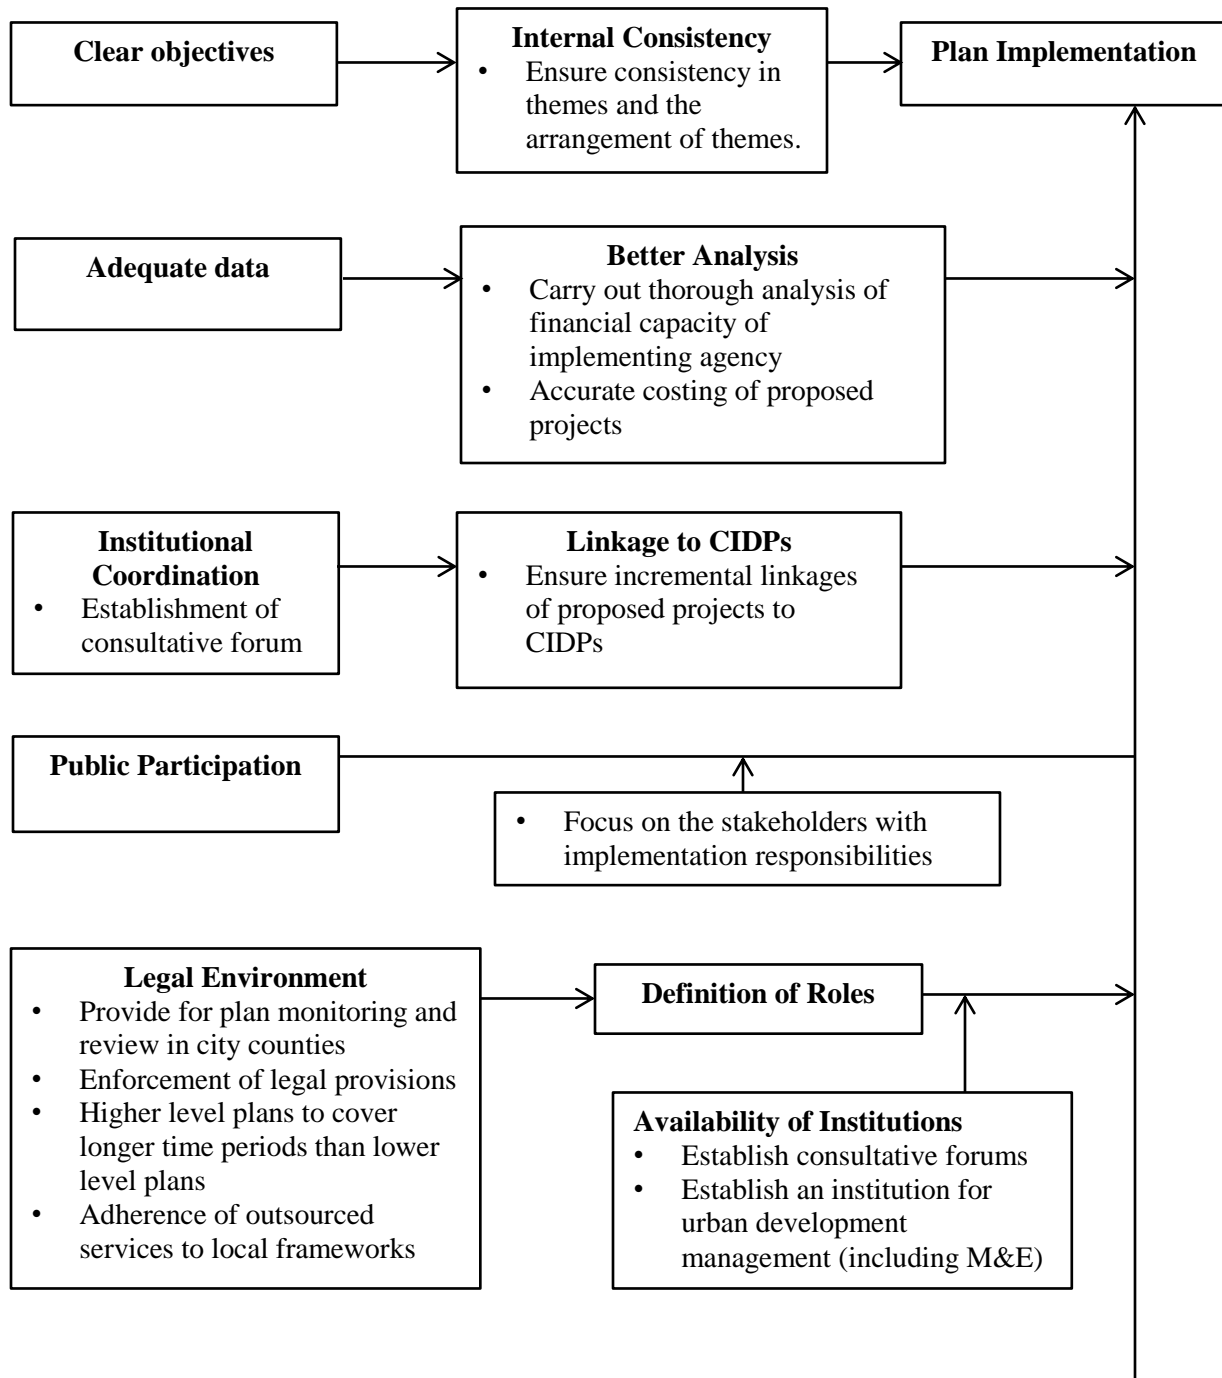 Clear objectives
Internal Consistency
• Ensure consistency in
themes and the
arrangement of themes.
Plan Implementation
Adequate data
Better Analysis
• Carry out thorough analysis of
financial capacity of
implementing agency
• Accurate costing of proposed
projects
Institutional
Coordination
• Establishment of
consultative forum
Linkage to CIDPs
• Ensure incremental linkages
of proposed projects to
CIDPs
Public Participation
• Focus on the stakeholders with
implementation responsibilities
Legal Environment
• Provide for plan monitoring and
review in city counties
• Enforcement of legal provisions
• Higher level plans to cover
longer time periods than lower
level plans
• Adherence of outsourced
services to local frameworks
Definition of Roles
Availability of Institutions
• Establish consultative forums
• Establish an institution for
urban development
management (including M&E)